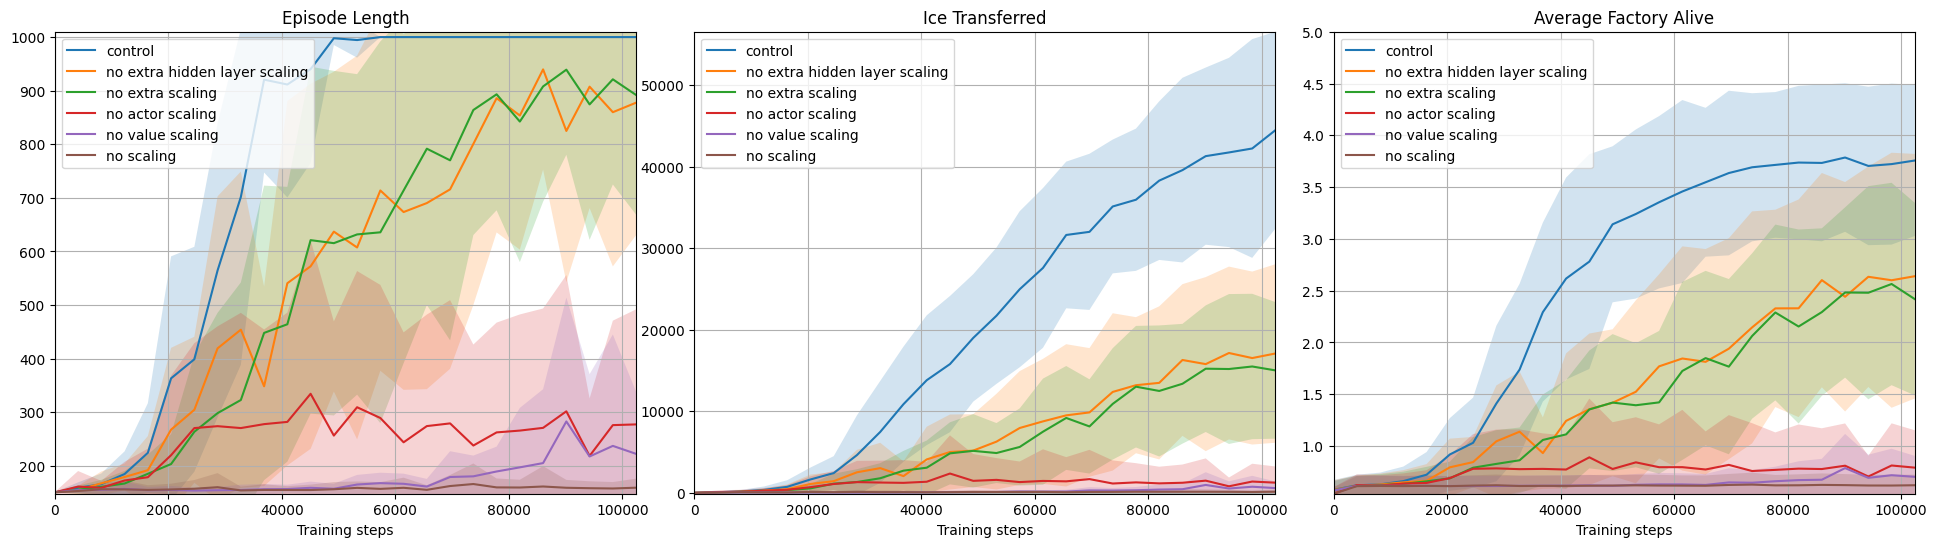 Episode Length
1000
900
800
700
600
500
400
300
200
0
20000
40000
60000
80000
100000
Training steps
control
no extra hidden layer scaling
no extra scaling
no actor scaling
no value scaling
no scaling
Ice Transferred
50000
40000
30000
20000
10000
0
0
20000
40000
60000
80000
100000
Training steps
control
no extra hidden layer scaling
no extra scaling
no actor scaling
no value scaling
no scaling
Average Factory Alive
5.0
4.5
4.0
3.5
3.0
2.5
2.0
1.5
1.0
0
20000
40000
60000
80000
100000
Training steps
control
no extra hidden layer scaling
no extra scaling
no actor scaling
no value scaling
no scaling